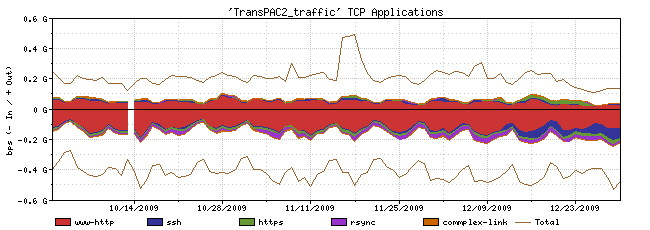 'TransPAC2_traffic' TCP Applications
bps (- In / + Out)
0.6 G
0.4 G
0.2 G
0 G
-0.2 G
-0.4 G
-0.6 G
10/14/2009 10/28/2009 11/11/2009 11/25/2009 12/09/2009 12/23/2009
www-http ssh https rsync commplex-link Total